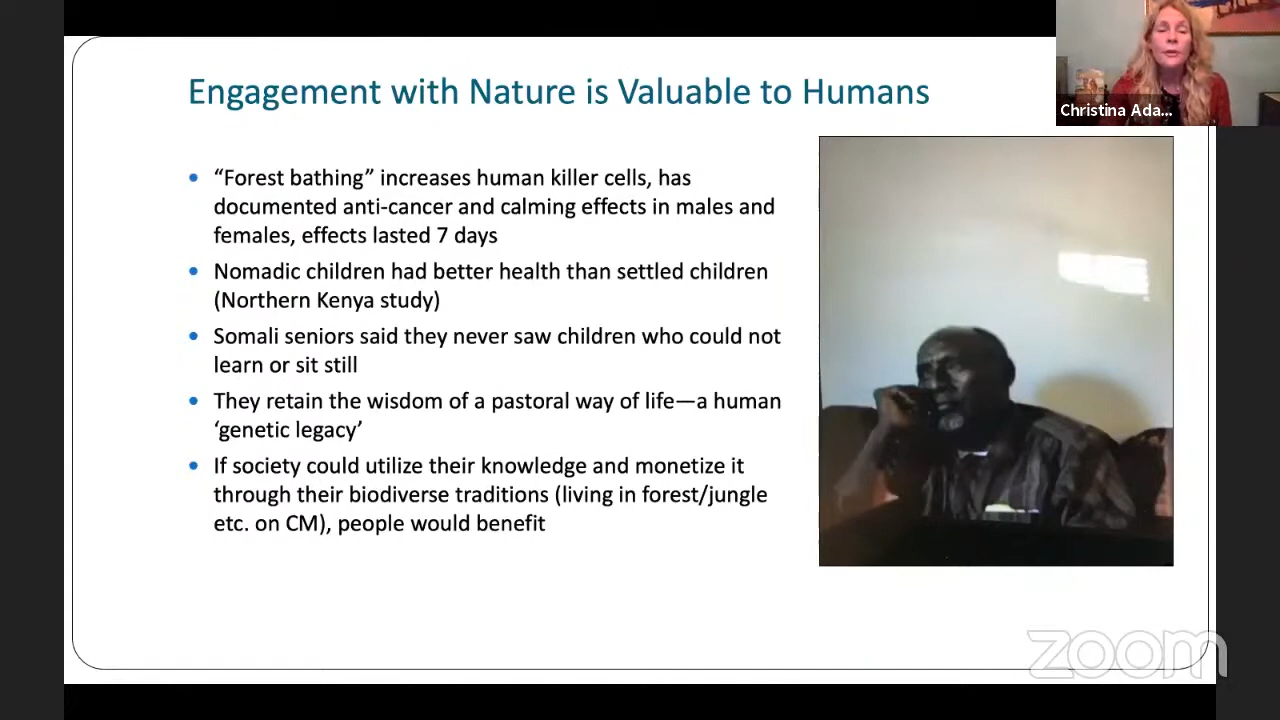 Engagement with Nature is Valuable to Humans
Christina Ada...
• “Forest bathing” increases human killer cells, has
documented anti-cancer and calming effects in males and
females, effects lasted 7 days
• Nomadic children had better health than settled children
(Northern Kenya study)
• Somali seniors said they never saw children who could not
learn or sit still
• They retain the wisdom of a pastoral way of life—a human
‘genetic legacy’
• If society could utilize their knowledge and monetize it
through their biodiverse traditions (living in forest/jungle
etc. on CM), people would benefit
zoom